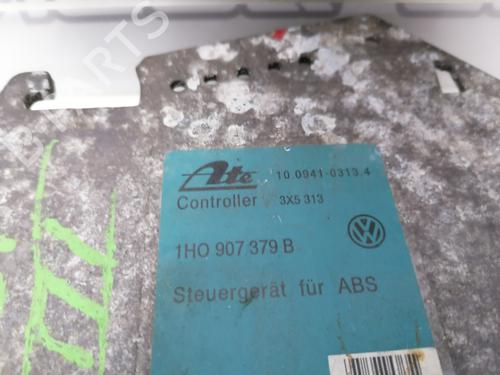 Ate 10 0941-0313.4
Controller 3X5 313
1H0 907 379 B
Steuergerät für ABS